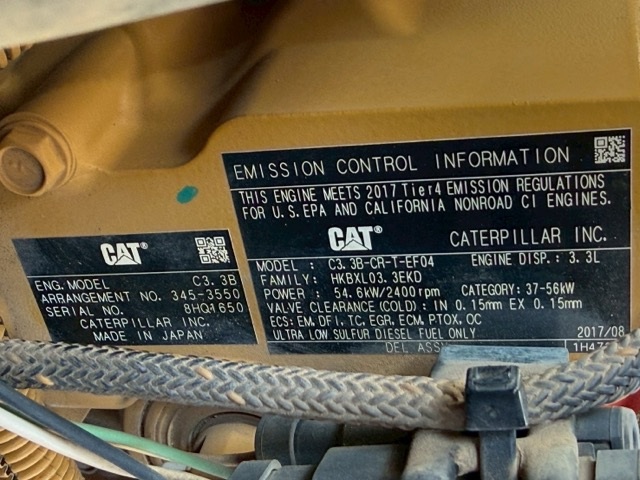 CAT®
ENG. MODEL C3.3B
ARRANGEMENT NO. 345-3550
SERIAL NO. 8HQ1650
CATERPILLAR INC.
MADE IN JAPAN
EMISSION CONTROL INFORMATION
THIS ENGINE MEETS 2017 Tier4 EMISSION REGULATIONS
FOR U.S.EPA AND CALIFORNIA NONROAD CI ENGINES.
CAT® CATERPILLAR INC.
MODEL : C3.3B-CR-T-EF04 ENGINE DISP.: 3.3L
FAMILY: HKBXL03.3EKD
POWER : 54.6kW/2400rpm CATEGORY: 37-56kW
VALVE CLEARANCE(COLD): IN 0.15mm EX 0.15mm
ECS: EM, DFI, TC, EGR, ECM, PTOX, OC
ULTRA LOW SULFUR DIESEL FUEL ONLY 2017/08
DEL ASSY